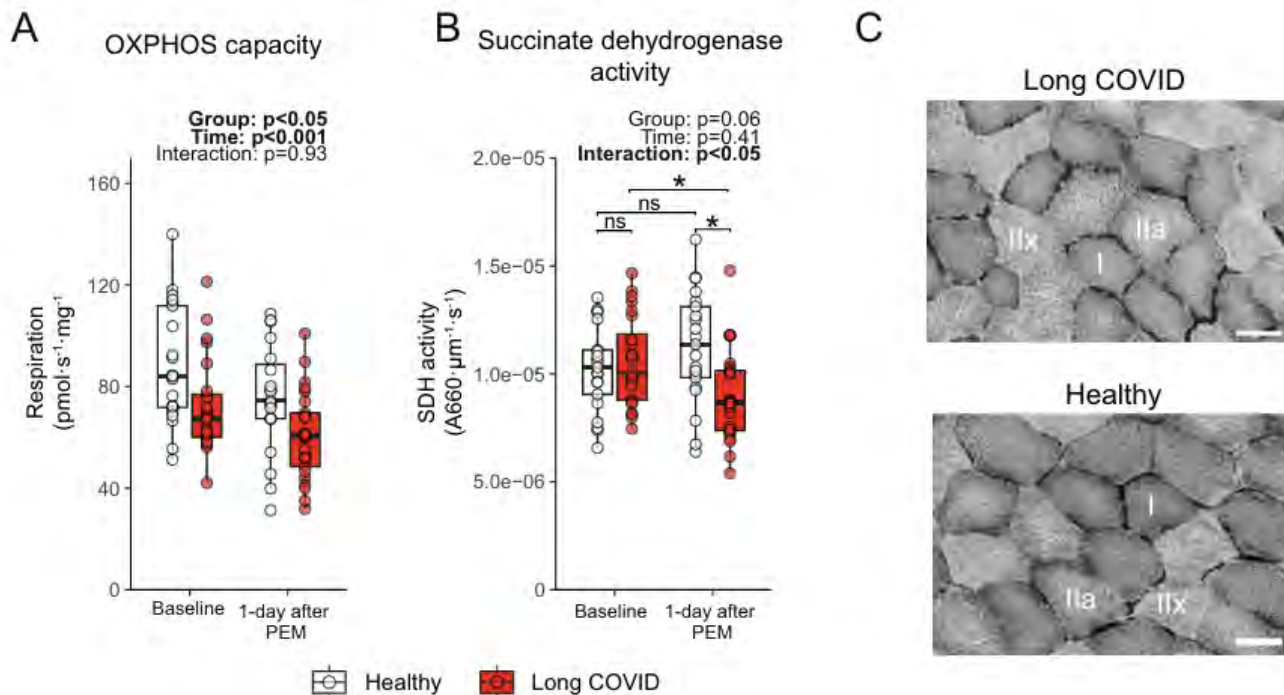 A
OXPHOS capacity
Group: p<0.05
Time: p<0.001
Interaction: p=0.93
160
120
80
40
0
Respiration
(pmol·s⁻¹·mg⁻¹)
Baseline
1-day after
PEM
B
Succinate dehydrogenase
activity
Group: p=0.06
Time: p=0.41
Interaction: p<0.05
2.0e−05
1.5e−05
1.0e−05
5.0e−06
0
SDH activity
(A660·µm⁻¹·s⁻¹)
*
ns
ns
*
Baseline
1-day after
PEM
Healthy
Long COVID
C
Long COVID
IIx
IIa
I
Healthy
I
IIa
IIx